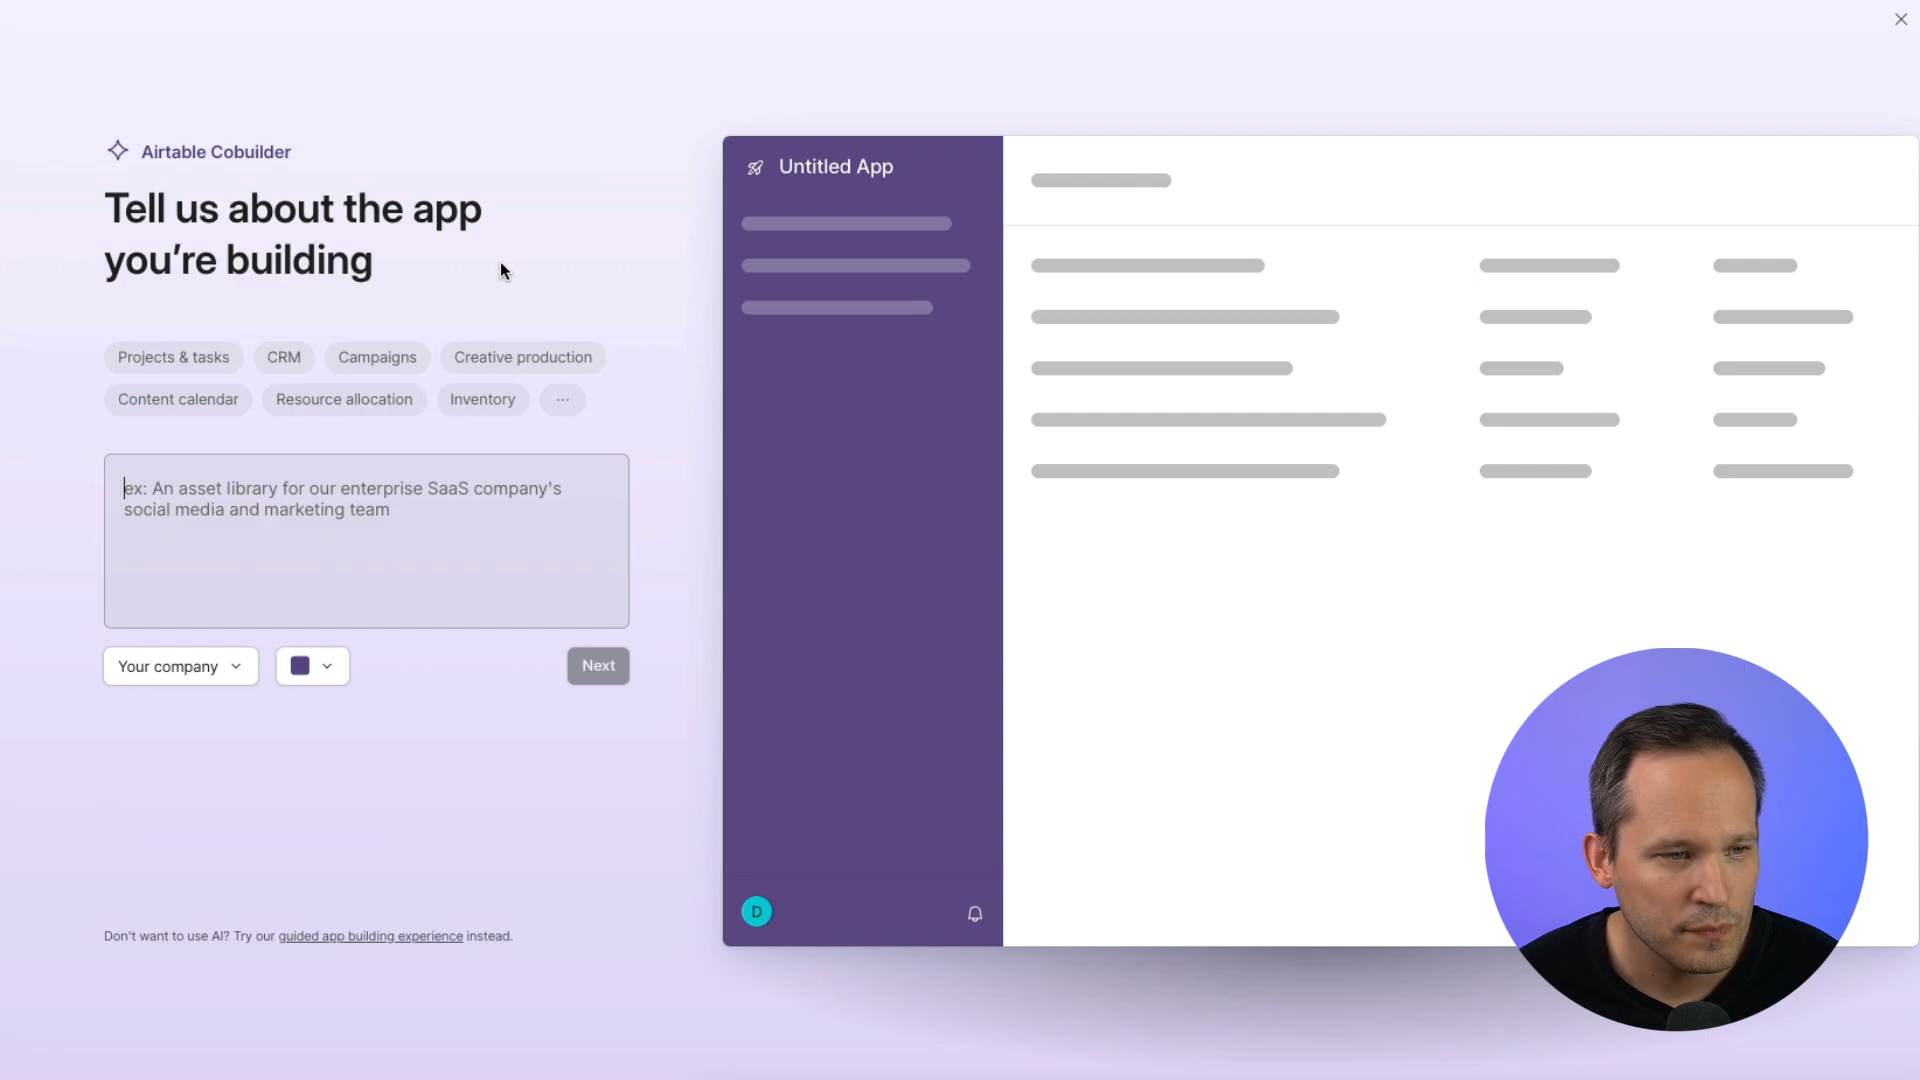 Airtable Cobuilder
Tell us about the app
you’re building
Projects & tasks
CRM
Campaigns
Creative production
Content calendar
Resource allocation
Inventory
...
ex: An asset library for our enterprise SaaS company's
social media and marketing team
Your company
Next
Don't want to use AI? Try our guided app building experience instead.
Untitled App
D